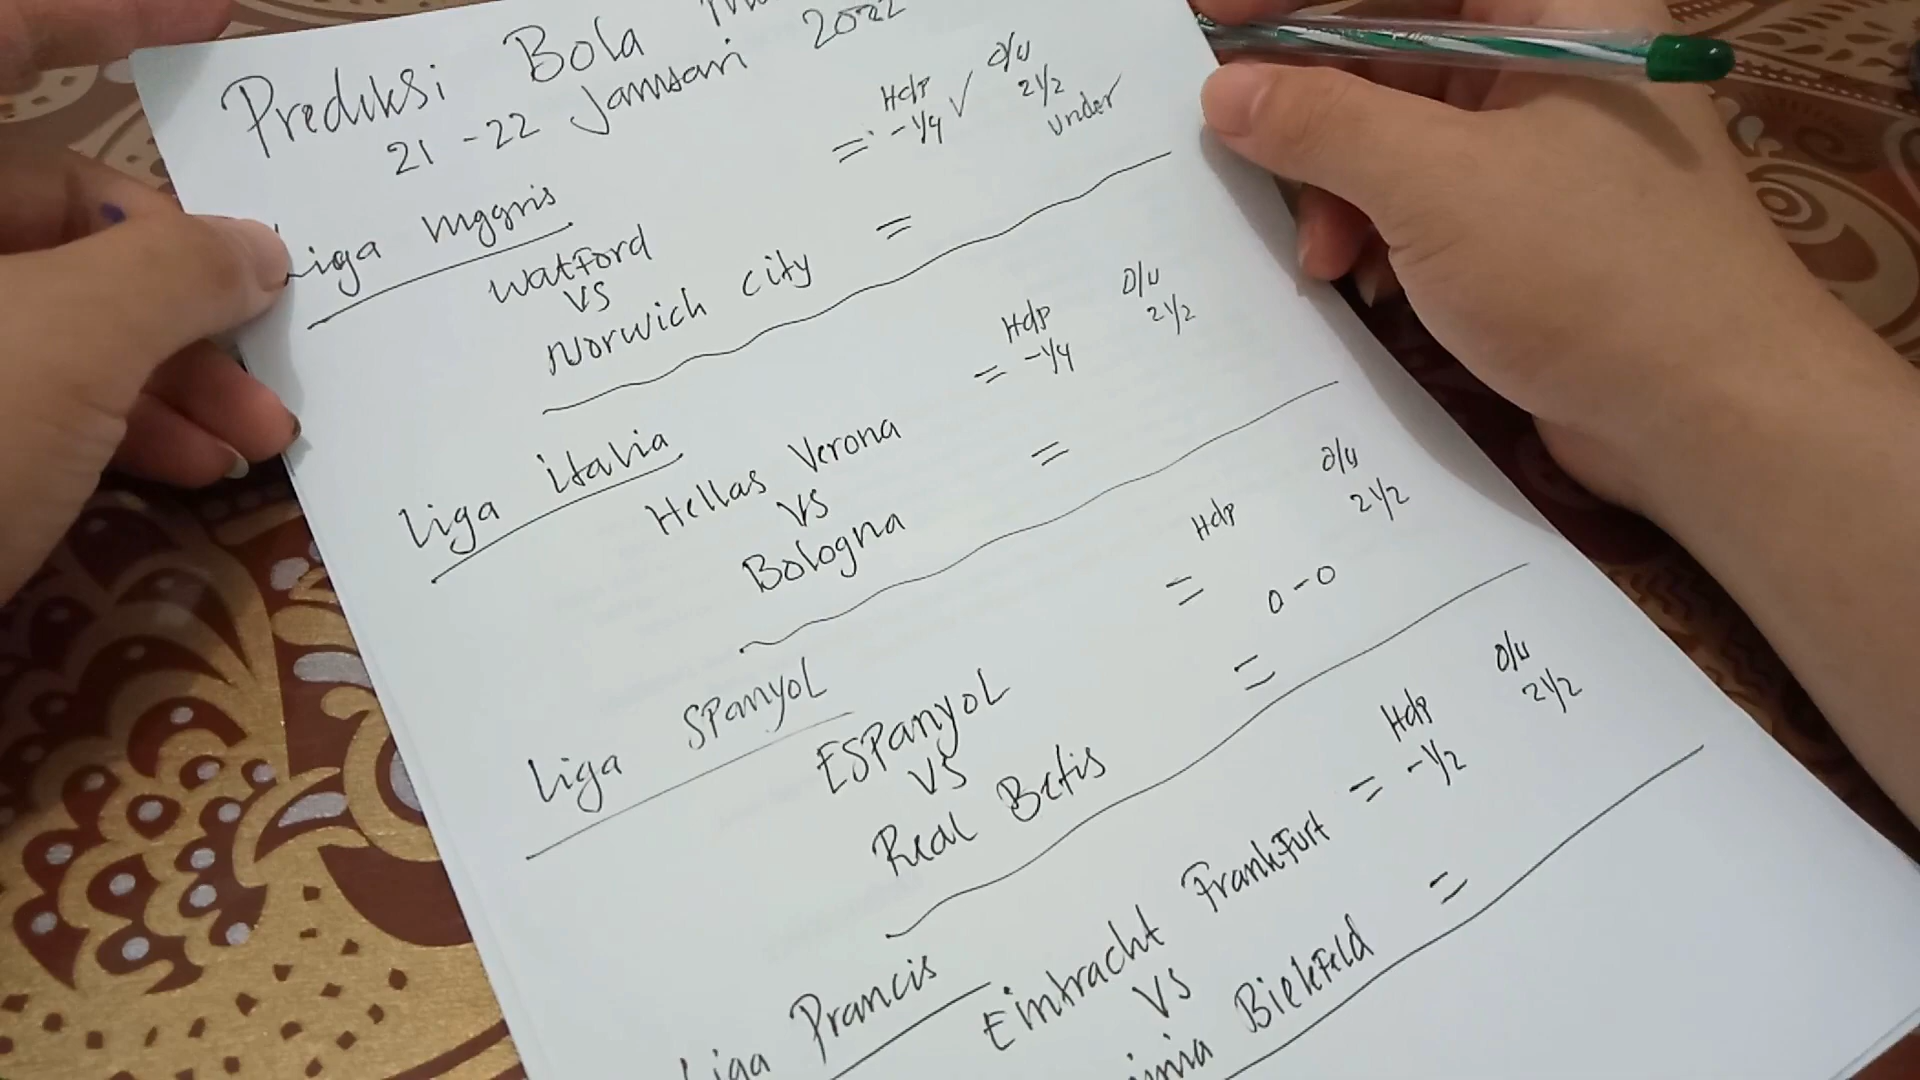 Prediksi Bola
21 - 22 Januari 2022
Liga Inggris
Hdp O/U
Watford = -1/4 ✓ 2 1/2
vs under
Norwich city =
Liga italia
Hdp O/U
Hellas Verona = -1/4 2 1/2
vs
Bologna =
Liga SPanyoL
Hdp O/U
ESPanyoL = 2 1/2
VS 0-0
Real Betis =
Liga Prancis
Hdp O/U
Eintracht FrankFurt = -1/2 2 1/2
VS
BieleFeld =